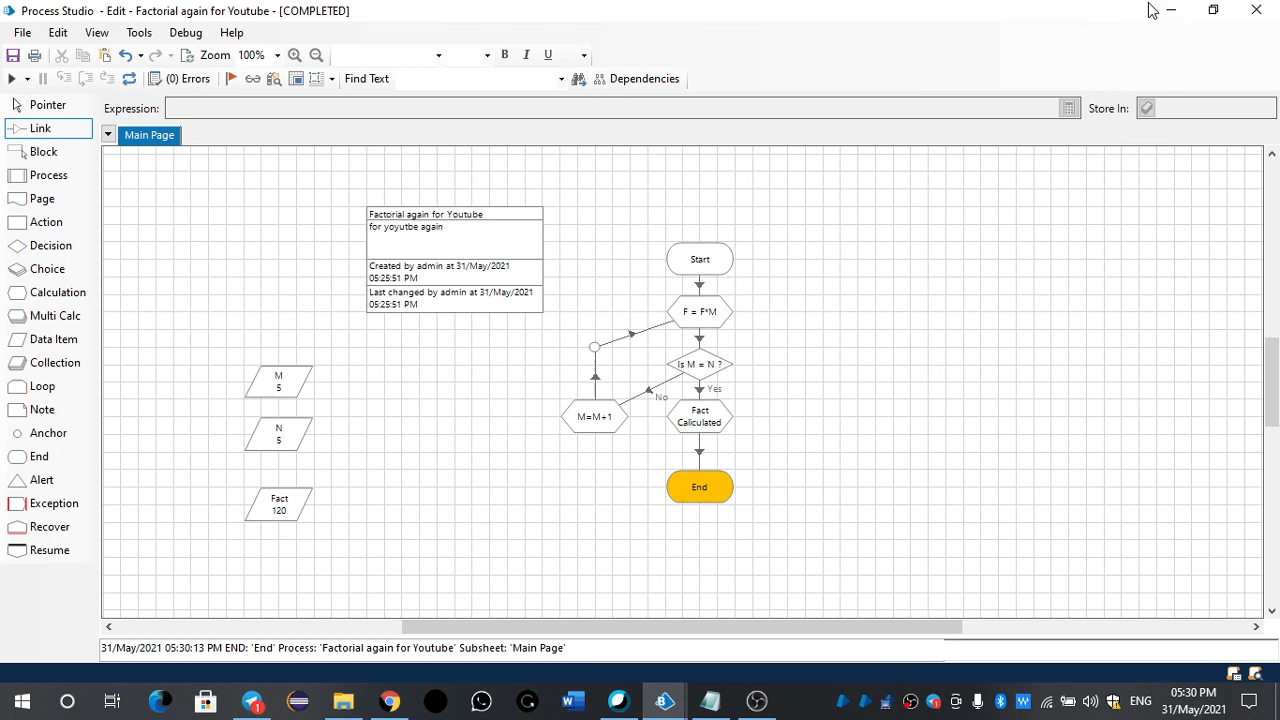 Process Studio - Edit - Factorial again for Youtube - [COMPLETED]
File Edit View Tools Debug Help
Zoom 100% B I U
(0) Errors Find Text Dependencies
Expression: Store In:
Main Page
Pointer
Link
Block
Process
Page
Action
Decision
Choice
Calculation
Multi Calc
Data Item
Collection
Loop
Note
Anchor
End
Alert
Exception
Recover
Resume
Factorial again for Youtube
for yoyutbe again
Created by admin at 31/May/2021
05:25:51 PM
Last changed by admin at 31/May/2021
05:25:51 PM
M
5
N
5
Fact
120
Start
F = F*M
Is M = N ?
Yes
No
M=M+1
Fact
Caliculated
End
31/May/2021 05:30:13 PM END: 'End' Process: 'Factorial again for Youtube' Subsheet: 'Main Page'
1
ENG
05:30 PM
31/May/2021